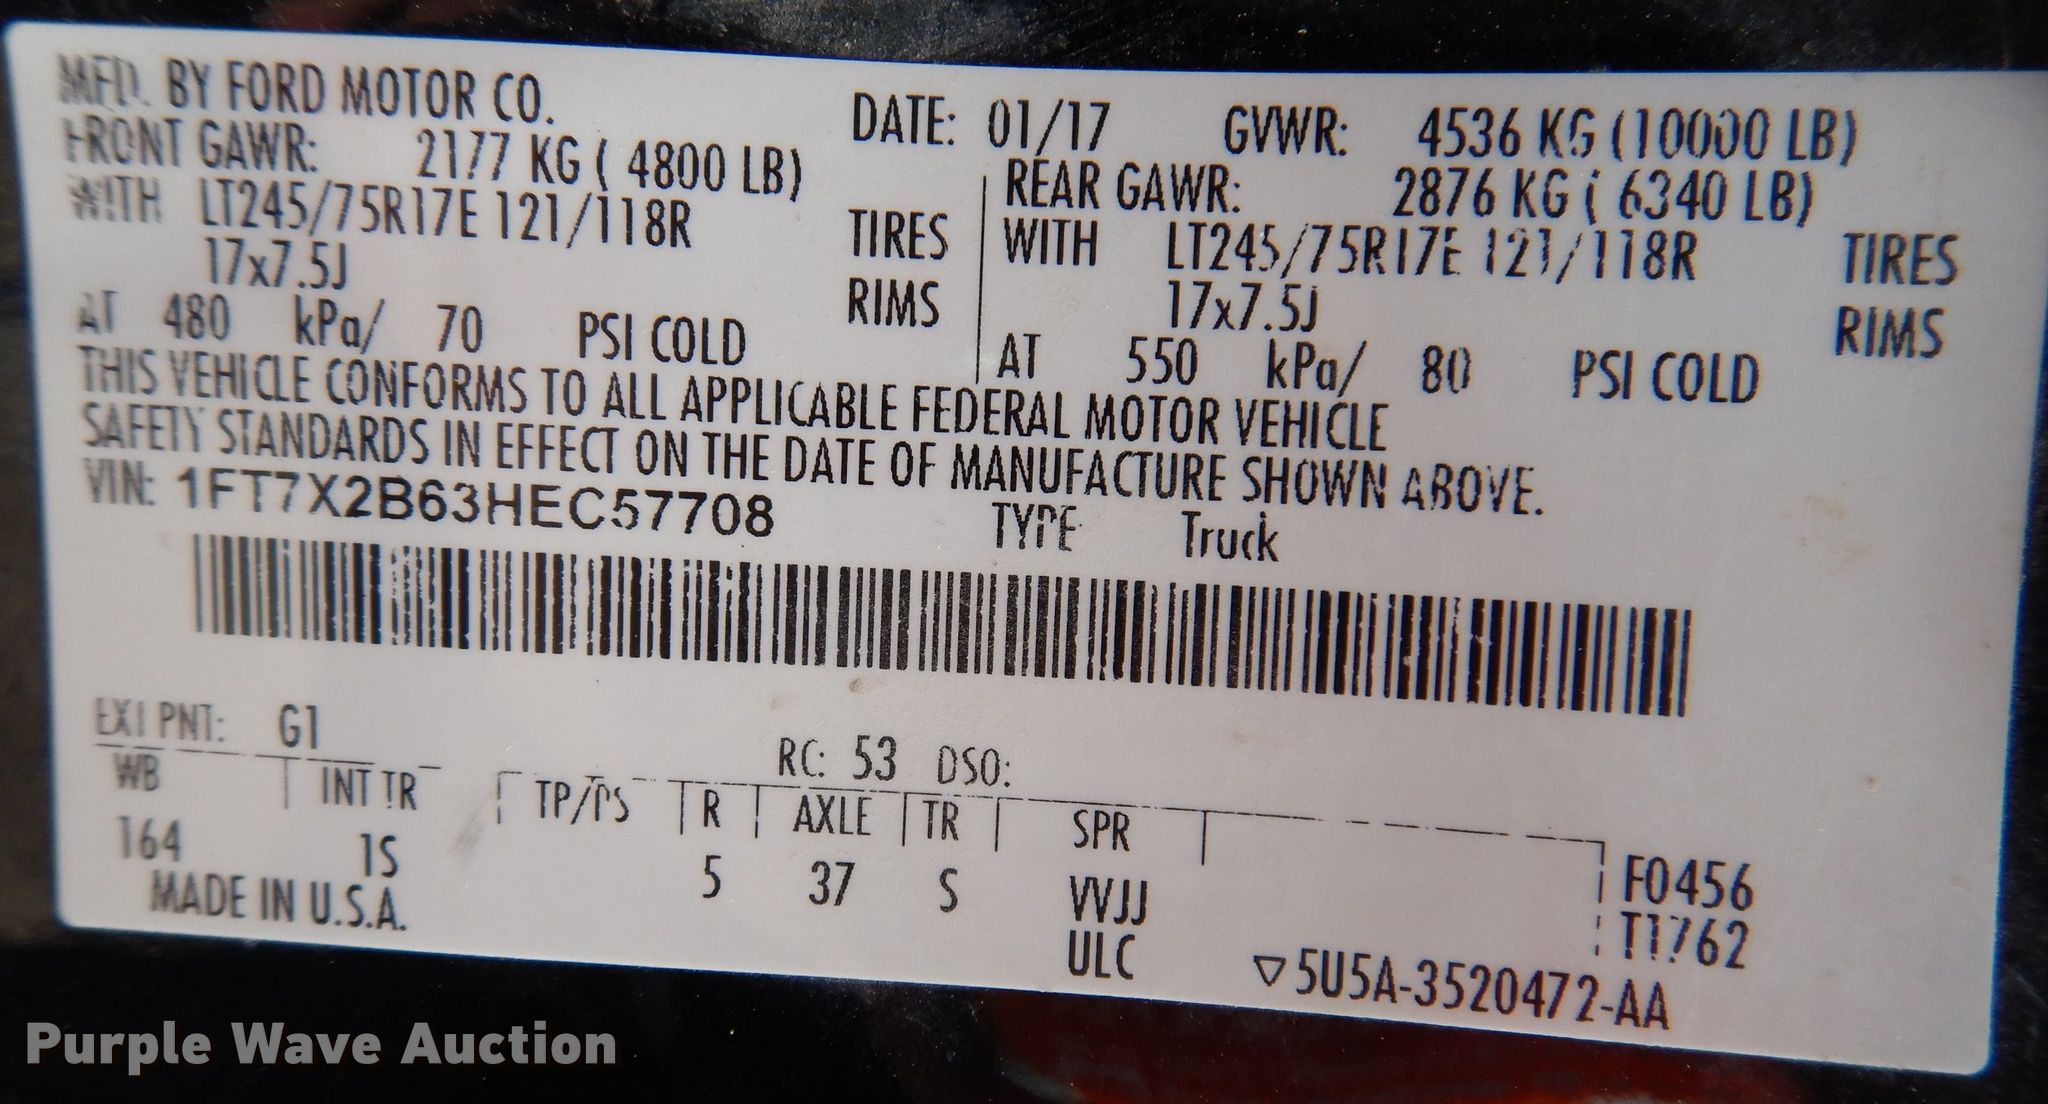 MFD. BY FORD MOTOR CO.
DATE: 01/17 GVWR: 4536 KG (10000 LB)
FRONT GAWR: 2177 KG ( 4800 LB)
REAR GAWR: 2876 KG ( 6340 LB)
WITH LT245/75R17E 121/118R TIRES
WITH LT245/75R17E 121/118R TIRES
17x7.5J RIMS
17x7.5J RIMS
AT 480 kPa/ 70 PSI COLD
AT 550 kPa/ 80 PSI COLD
THIS VEHICLE CONFORMS TO ALL APPLICABLE FEDERAL MOTOR VEHICLE
SAFETY STANDARDS IN EFFECT ON THE DATE OF MANUFACTURE SHOWN ABOVE.
VIN: 1FT7X2B63HEC57708
TYPE Truck
EXT PNT: G1 RC: 53 DSO:
WB INT TR TP/PS R AXLE TR SPR
164 1S 5 37 S VVJJ
ULC
F0456
T1762
MADE IN U.S.A.
▽5U5A-3520472-AA
Purple Wave Auction